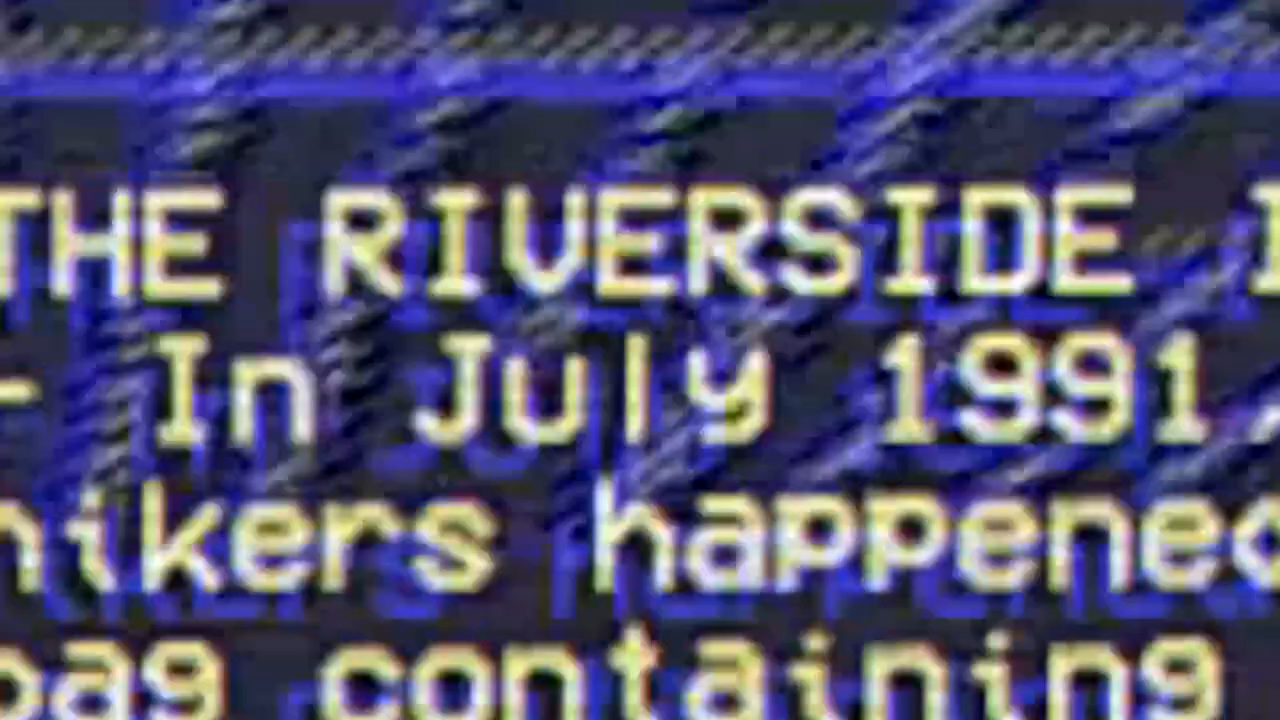 THE RIVERSIDE
- In July 1991,
hikers happened
bag containing